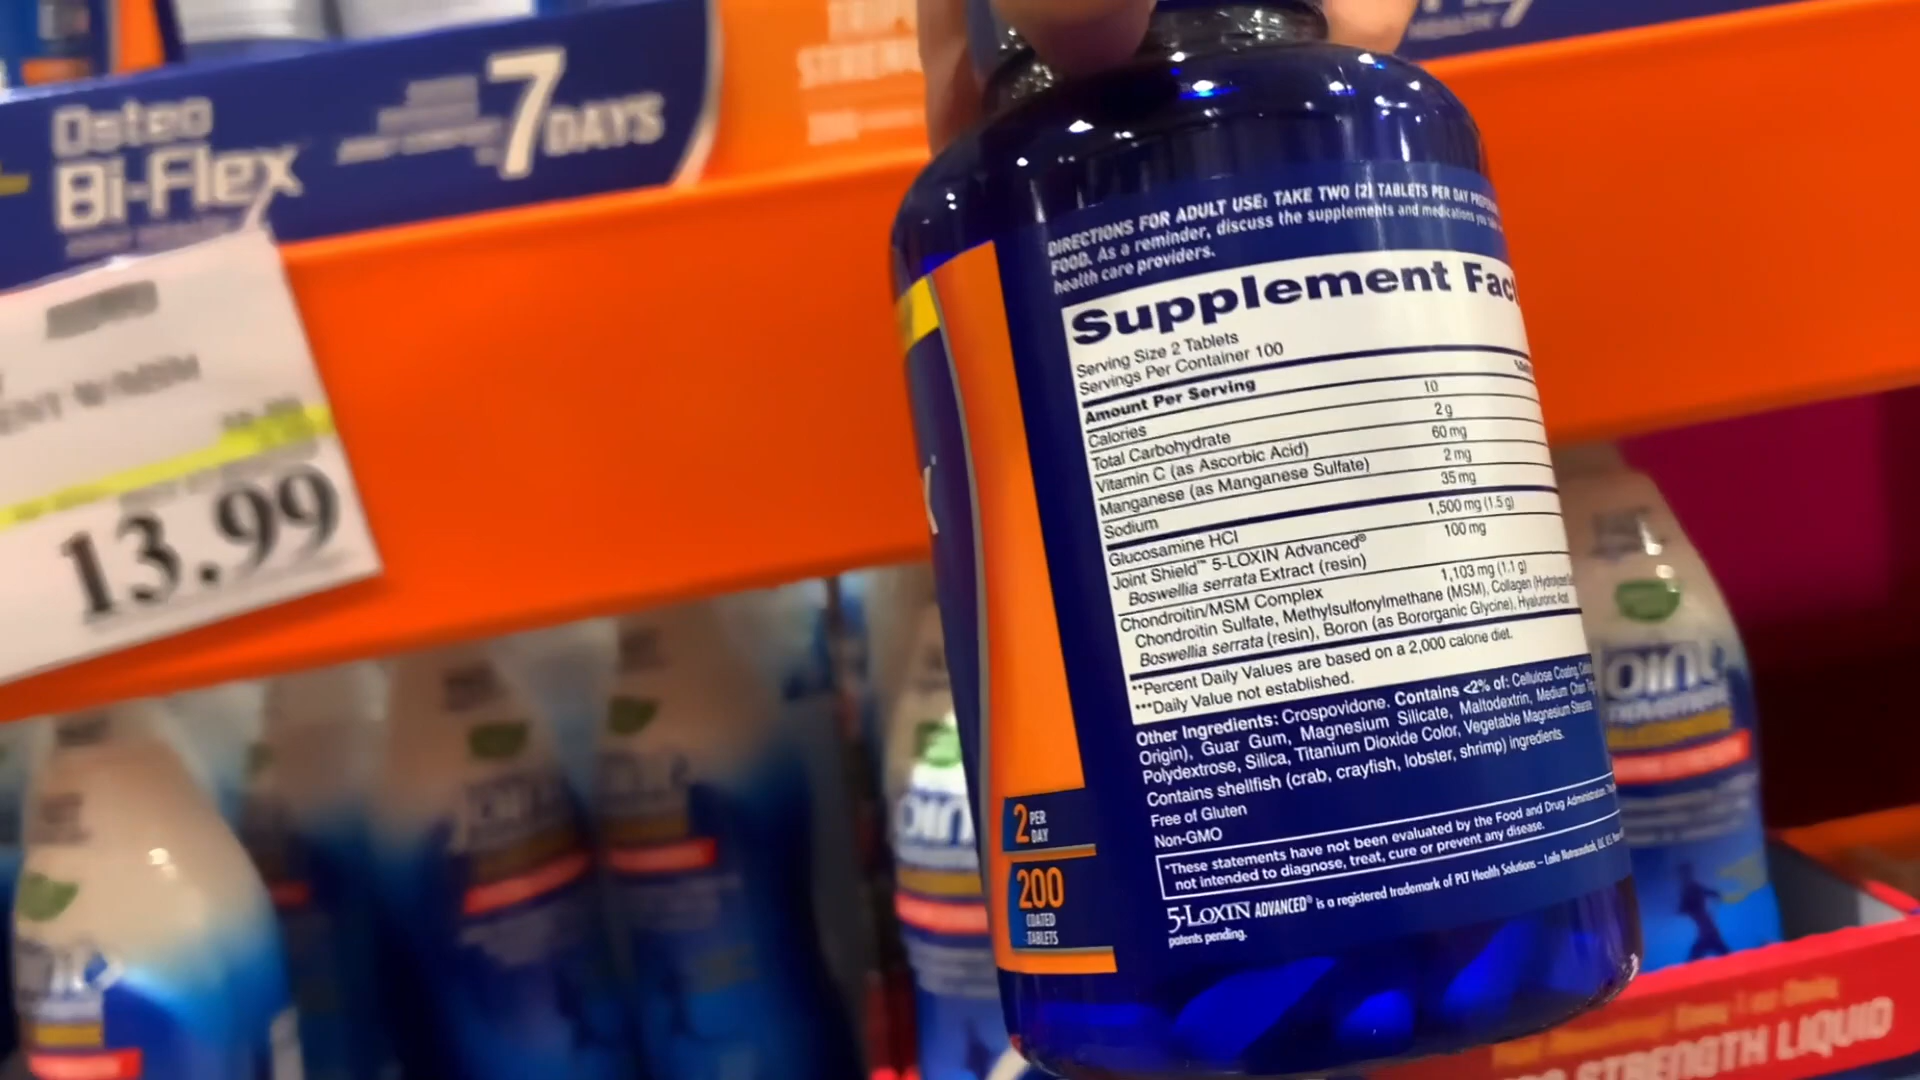 Osteo
Bi-Flex
7 DAYS
13.99
DIRECTIONS FOR ADULT USE: TAKE TWO (2) TABLETS PER DAY
FOOD. As a reminder, discuss the supplements and medications you
health care providers.
Supplement Fac
Serving Size 2 Tablets
Servings Per Container 100
Amount Per Serving
Calories 10
Total Carbohydrate 2 g
Vitamin C (as Ascorbic Acid) 60 mg
Manganese (as Manganese Sulfate) 2 mg
Sodium 35 mg
Glucosamine HCl 1,500 mg (1.5 g)
Joint Shield™ 5-LOXIN Advanced® 100 mg
Boswellia serrata Extract (resin)
Chondroitin/MSM Complex 1,103 mg (1.1 g)
Chondroitin Sulfate, Methylsulfonylmethane (MSM), Collagen
Boswellia serrata (resin), Boron (as Bororganic Glycine), Hyaluronic Acid
**Percent Daily Values are based on a 2,000 calorie diet.
***Daily Value not established.
Other Ingredients: Crospovidone. Contains <2% of: Cellulose Coating,
Origin), Guar Gum, Magnesium Silicate, Maltodextrin, Medium Chain
Polydextrose, Silica, Titanium Dioxide Color, Vegetable Magnesium Stearate
Contains shellfish (crab, crayfish, lobster, shrimp) ingredients.
Free of Gluten
Non-GMO
*These statements have not been evaluated by the Food and Drug Administration.
not intended to diagnose, treat, cure or prevent any disease.
5-LOXIN ADVANCED® is a registered trademark of PLT Health Solutions – Laila Nutraceuticals, LLC,
patents pending.
2 PER
DAY
200
COATED
TABLETS
STRENGTH LIQUID